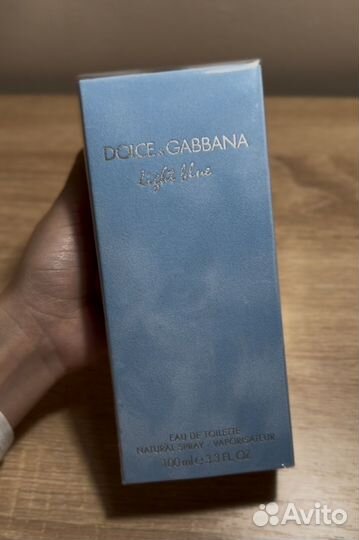 DOLCE & GABBANA
Light blue
EAU DE TOILETTE
NATURAL SPRAY - VAPORISATEUR
100 ml ℮ 3.3 FL. OZ.
Avito